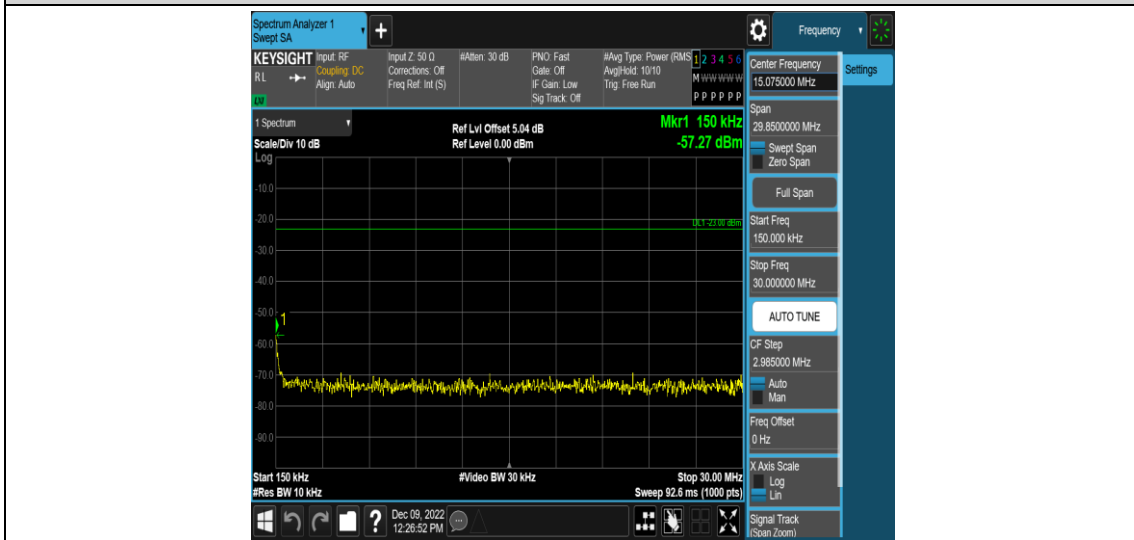 Spectrum Analyzer 1
Swept SA
+
Frequency
KEYSIGHT
RL
Input: RF
Coupling: DC
Align: Auto
Input Z: 50 Ω
Corrections: Off
Freq Ref: Int (S)
#Atten: 30 dB
PNO: Fast
Gate: Off
IF Gain: Low
Sig Track: Off
#Avg Type: Power (RMS
Avg|Hold: 10/10
Trig: Free Run
1 2 3 4 5 6
M W W W W W
P P P P P P
1 Spectrum
Scale/Div 10 dB
Log
Ref Lvl Offset 5.04 dB
Ref Level 0.00 dBm
Mkr1 150 kHz
-57.27 dBm
-10.0
-20.0
DL1 -23.00 dBm
-30.0
-40.0
-50.0
1
-60.0
-70.0
-80.0
-90.0
Start 150 kHz
#Res BW 10 kHz
#Video BW 30 kHz
Stop 30.00 MHz
Sweep 92.6 ms (1000 pts)
?
Dec 09, 2022
12:26:52 PM
Center Frequency
15.075000 MHz
Settings
Span
29.8500000 MHz
Swept Span
Zero Span
Full Span
Start Freq
150.000 kHz
Stop Freq
30.000000 MHz
AUTO TUNE
CF Step
2.985000 MHz
Auto
Man
Freq Offset
0 Hz
X Axis Scale
Log
Lin
Signal Track
(Span Zoom)